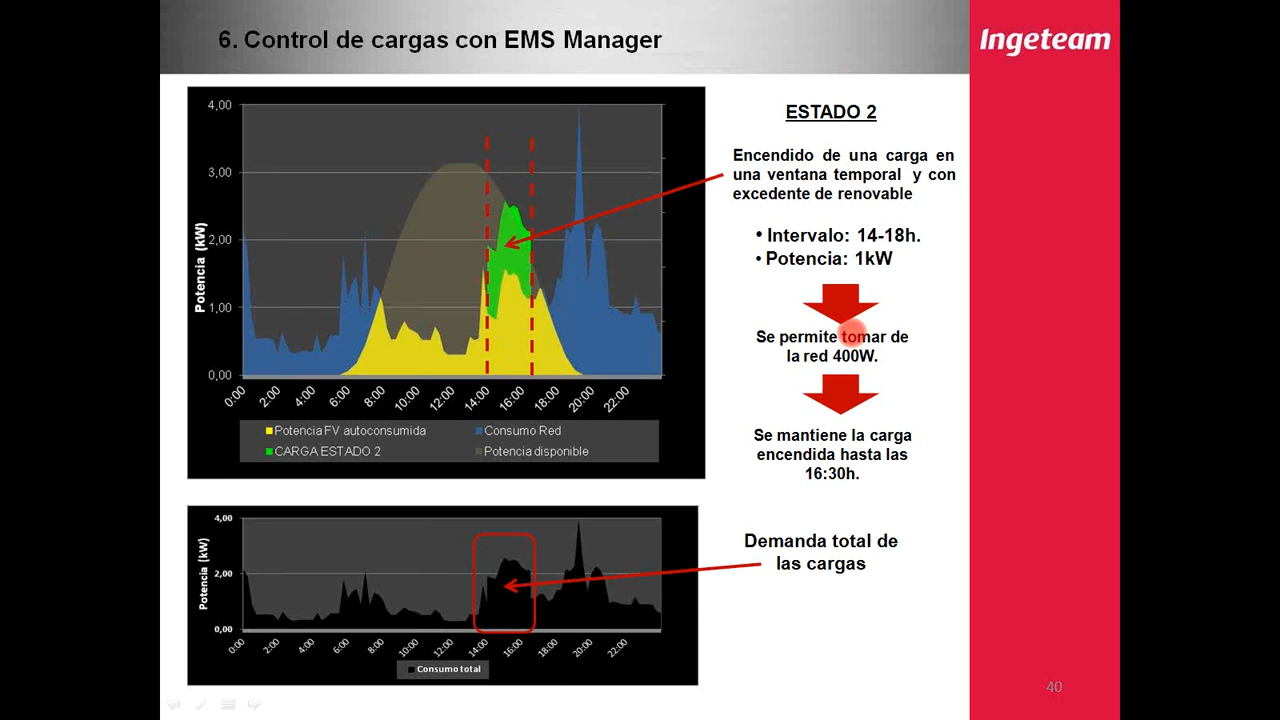 6. Control de cargas con EMS Manager
Ingeteam
4,00
3,00
2,00
1,00
0,00
Potencia (kW)
0:00 2:00 4:00 6:00 8:00 10:00 12:00 14:00 16:00 18:00 20:00 22:00
Potencia FV autoconsumida
Consumo Red
CARGA ESTADO 2
Potencia disponible
ESTADO 2
Encendido de una carga en
una ventana temporal y con
excedente de renovable
• Intervalo: 14-18h.
• Potencia: 1kW
Se permite tomar de
la red 400W.
Se mantiene la carga
encendida hasta las
16:30h.
4,00
2,00
0,00
Potencia (kW)
0:00 2:00 4:00 6:00 8:00 10:00 12:00 14:00 16:00 18:00 20:00 22:00
Consumo total
Demanda total de
las cargas
40